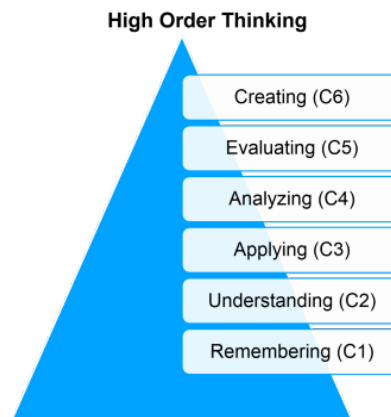 High Order Thinking
Creating (C6)
Evaluating (C5)
Analyzing (C4)
Applying (C3)
Understanding (C2)
Remembering (C1)